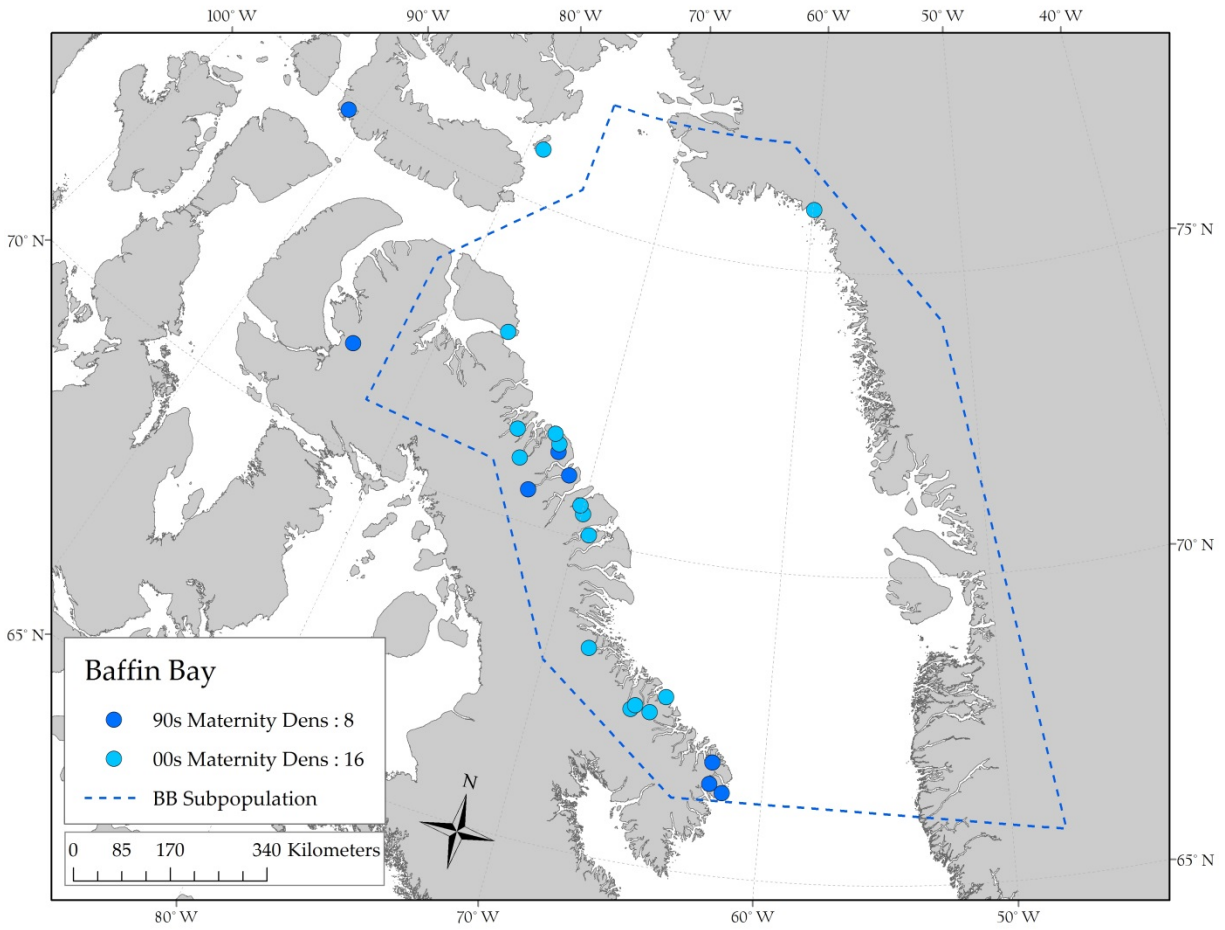 100° W 90° W 80° W 70° W 60° W 50° W 40° W
70° N
75° N
70° N
65° N
65° N
Baffin Bay
90s Maternity Dens : 8
00s Maternity Dens : 16
BB Subpopulation
N
0 85 170 340 Kilometers
80° W 70° W 60° W 50° W